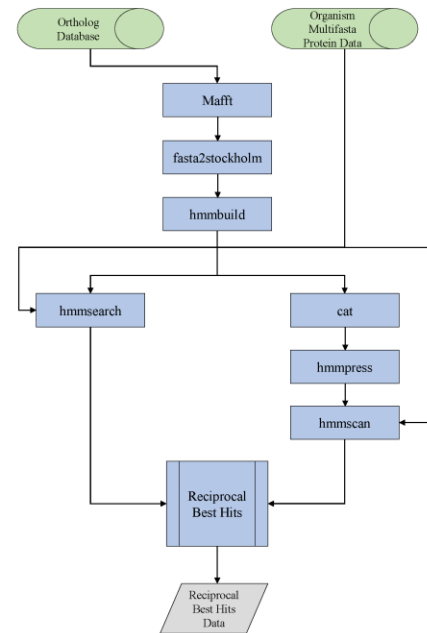 Ortholog
Database
Organism
Multifasta
Protein Data
Mafft
fasta2stockholm
hmmbuild
hmmsearch
cat
hmmpress
hmmscan
Reciprocal
Best Hits
Reciprocal
Best Hits
Data